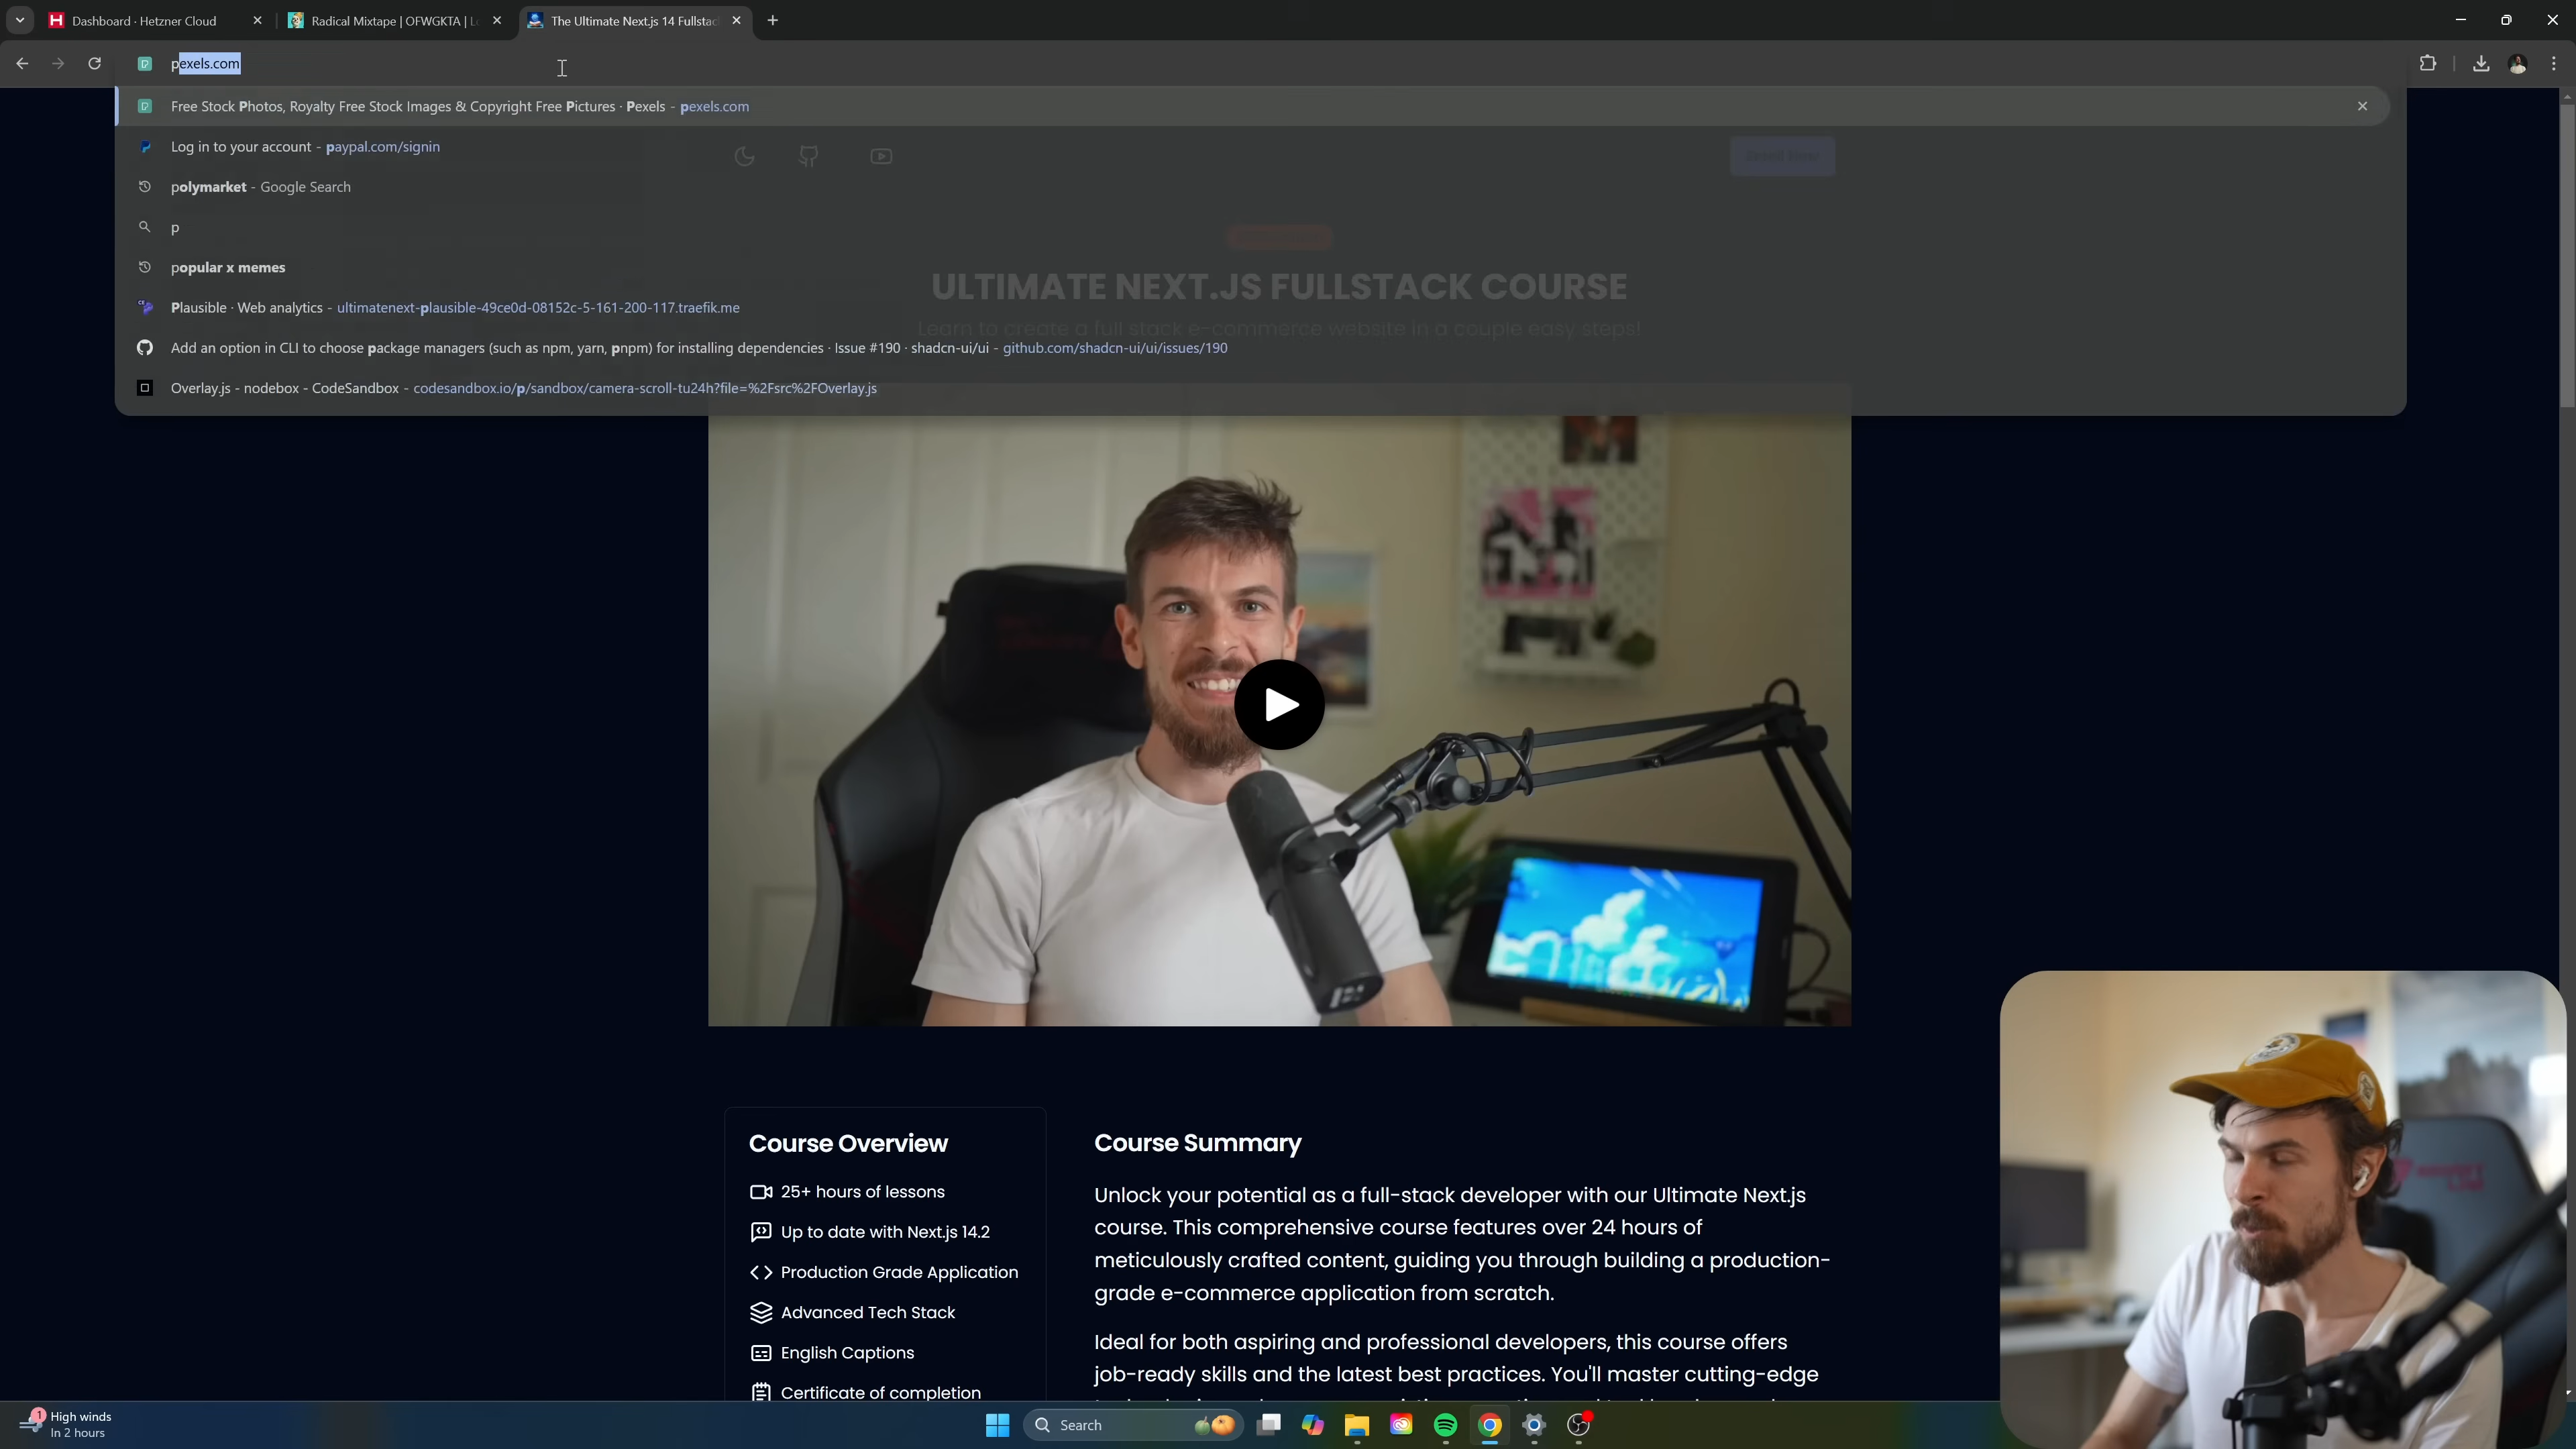 Dashboard · Hetzner Cloud
Radical Mixtape | OFWGKTA | Lo
The Ultimate Next.js 14 Fullstac
pexels.com
Free Stock Photos, Royalty Free Stock Images & Copyright Free Pictures · Pexels - pexels.com
Log in to your account - paypal.com/signin
polymarket - Google Search
p
popular x memes
Plausible · Web analytics - ultimatenext-plausible-49ce0d-08152c-5-161-200-117.traefik.me
Add an option in CLI to choose package managers (such as npm, yarn, pnpm) for installing dependencies · Issue #190 · shadcn-ui/ui - github.com/shadcn-ui/ui/issues/190
Overlay.js - nodebox - CodeSandbox - codesandbox.io/p/sandbox/camera-scroll-tu24h?file=%2Fsrc%2FOverlay.js
ULTIMATE NEXT.JS FULLSTACK COURSE
Learn to create a full stack e-commerce website in a couple easy steps!
Course Overview
25+ hours of lessons
Up to date with Next.js 14.2
Production Grade Application
Advanced Tech Stack
English Captions
Certificate of completion
Course Summary
Unlock your potential as a full-stack developer with our Ultimate Next.js
course. This comprehensive course features over 24 hours of
meticulously crafted content, guiding you through building a production-
grade e-commerce application from scratch.
Ideal for both aspiring and professional developers, this course offers
job-ready skills and the latest best practices. You'll master cutting-edge
1
High winds
In 2 hours
Search